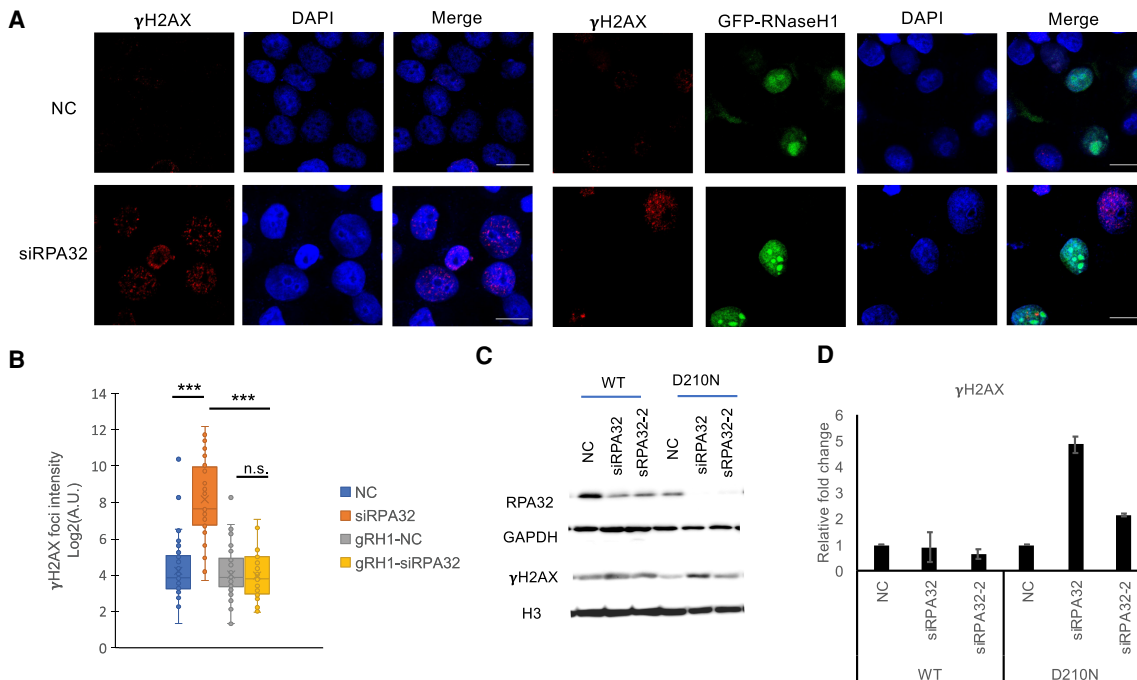 A
γH2AX DAPI Merge γH2AX GFP-RNaseH1 DAPI Merge
NC
siRPA32
B
γH2AX foci intensity
Log2(A.U.)
14
12
10
8
6
4
2
0
***
***
n.s.
NC
siRPA32
gRH1-NC
gRH1-siRPA32
C
WT D210N
NC siRPA32 sRPA32-2 NC siRPA32 sRPA32-2
RPA32
GAPDH
γH2AX
H3
D
γH2AX
Relative fold change
6
5
4
3
2
1
0
NC siRPA32 siRPA32-2 NC siRPA32 siRPA32-2
WT D210N